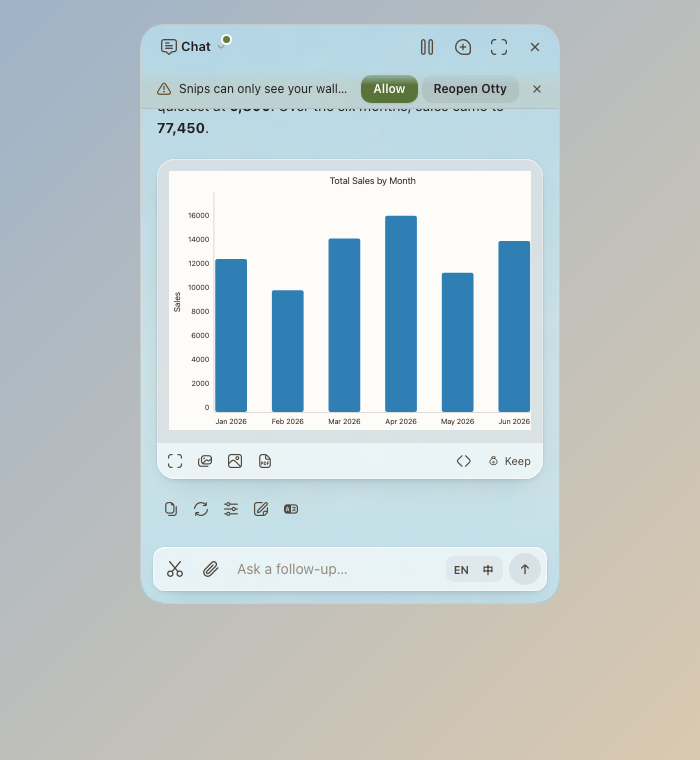 Chat
Snips can only see your wall...
Allow
Reopen Otty
77,450.
Total Sales by Month
Sales
16000
14000
12000
10000
8000
6000
4000
2000
0
Jan 2026
Feb 2026
Mar 2026
Apr 2026
May 2026
Jun 2026
PDF
Keep
Ask a follow-up...
EN 中